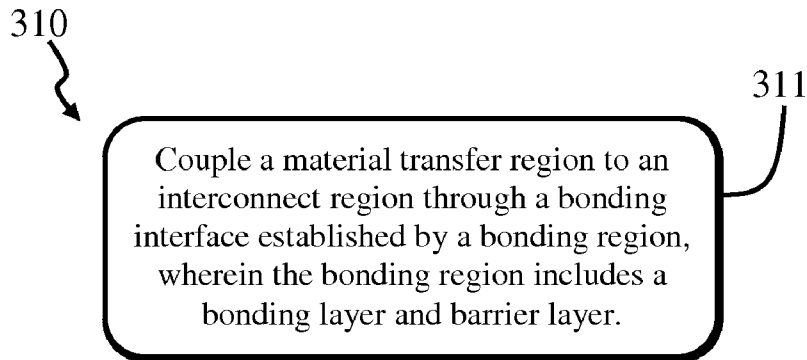 310
311
Couple a material transfer region to an
interconnect region through a bonding
interface established by a bonding region,
wherein the bonding region includes a
bonding layer and barrier layer.